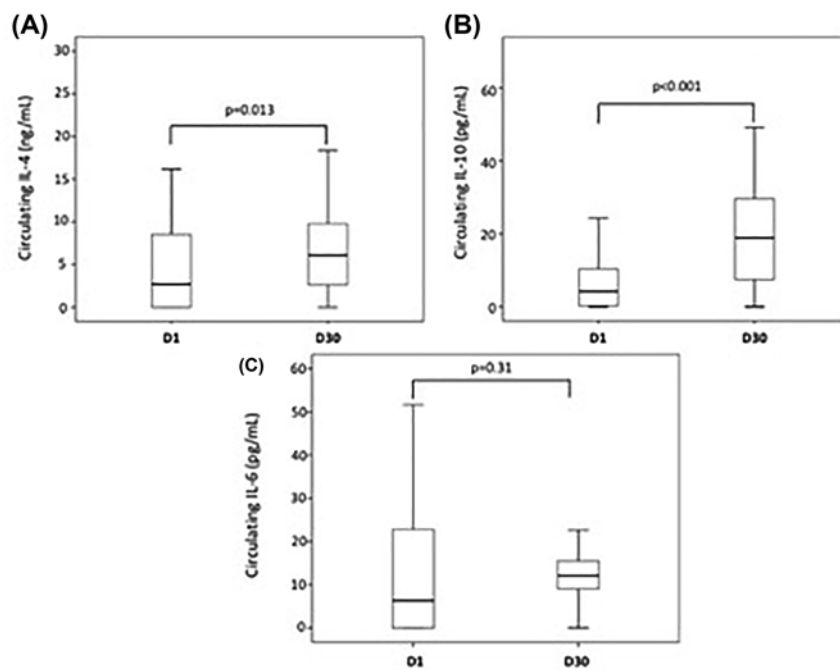 (A)
Circulating IL-4 (ng/mL)
30
25
20
15
10
5
0
p=0.013
D1 D30
(B)
Circulating IL-10 (pg/mL)
60
40
20
0
p<0.001
D1 D30
(C)
Circulating IL-6 (pg/mL)
60
50
40
30
20
10
0
p=0.31
D1 D30